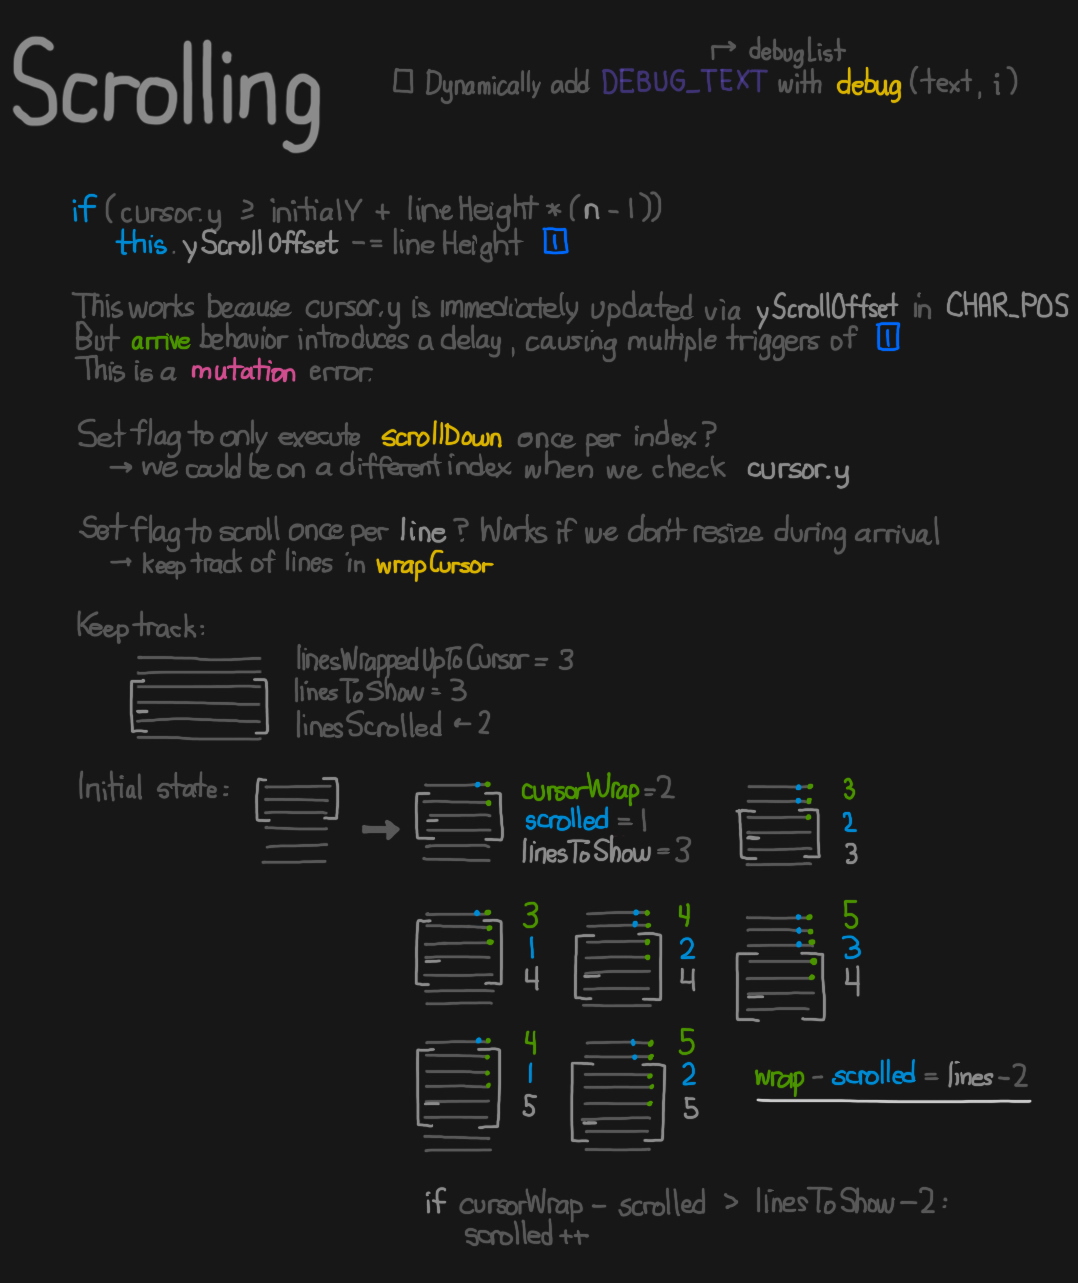 Scrolling
↱ debugList
☐ Dynamically add DEBUG_TEXT with debug (text, i)
if (cursor.y ≥ initialY + lineHeight * (n - 1))
this.yScrollOffset -= lineHeight 1
This works because cursor.y is immediately updated via yScrollOffset in CHAR_POS
But arrive behavior introduces a delay, causing multiple triggers of 1
This is a mutation error.
Set flag to only execute scrollDown once per index?
→ we could be on a different index when we check cursor.y
Set flag to scroll once per line? Works if we don't resize during arrival
→ keep track of lines in wrapCursor
Keep track:
linesWrappedUpToCursor = 3
linesToShow = 3
linesScrolled ← 2
Initial state:
→
cursorWrap = 2
scrolled = 1
linesToShow = 3
3
2
3
3
1
4
4
2
4
5
3
4
4
1
5
5
2
5
wrap - scrolled = lines - 2
if cursorWrap - scrolled > linesToShow - 2:
scrolled ++